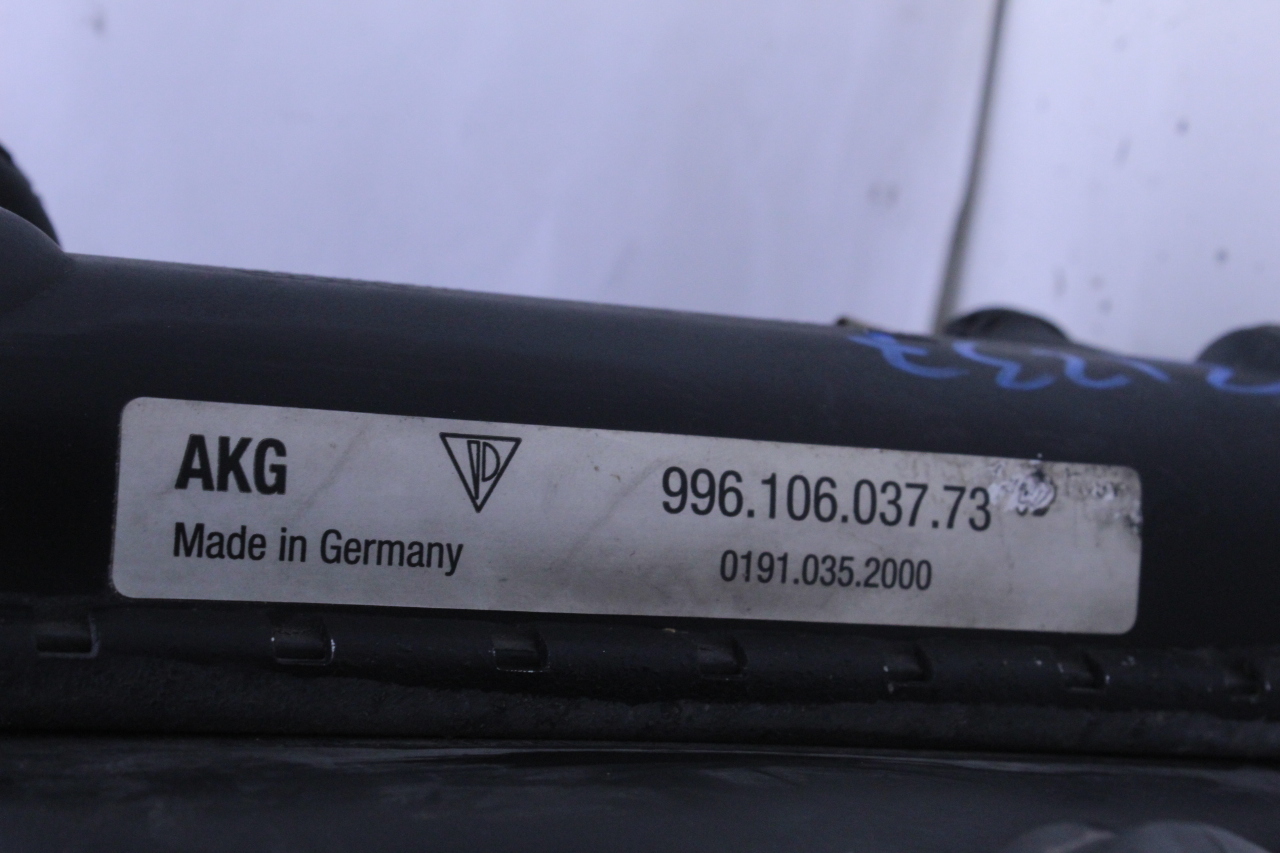 AKG
996.106.037.73
Made in Germany
0191.035.2000